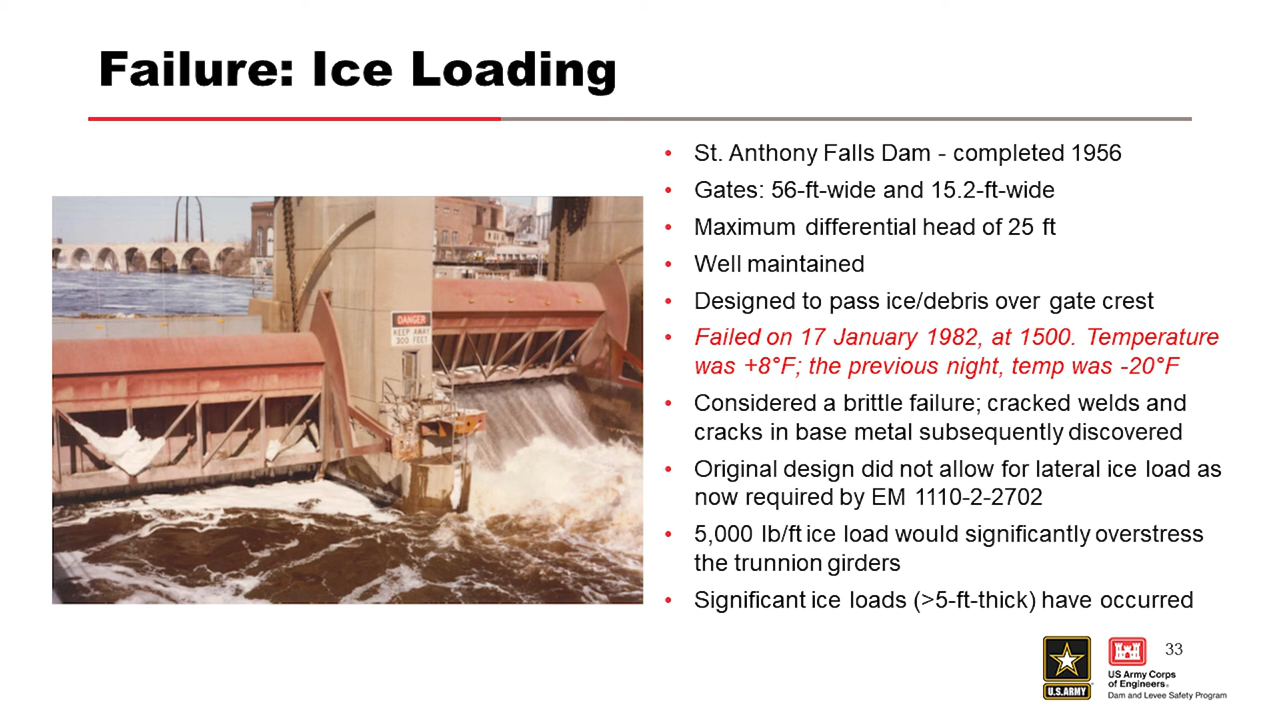 Failure: Ice Loading
• St. Anthony Falls Dam - completed 1956
• Gates: 56-ft-wide and 15.2-ft-wide
• Maximum differential head of 25 ft
• Well maintained
• Designed to pass ice/debris over gate crest
• Failed on 17 January 1982, at 1500. Temperature
was +8°F; the previous night, temp was -20°F
• Considered a brittle failure; cracked welds and
cracks in base metal subsequently discovered
• Original design did not allow for lateral ice load as
now required by EM 1110-2-2702
• 5,000 lb/ft ice load would significantly overstress
the trunnion girders
• Significant ice loads (>5-ft-thick) have occurred
DANGER
KEEP AWAY
300 FEET
U.S.ARMY
US Army Corps
of Engineers®
Dam and Levee Safety Program
33